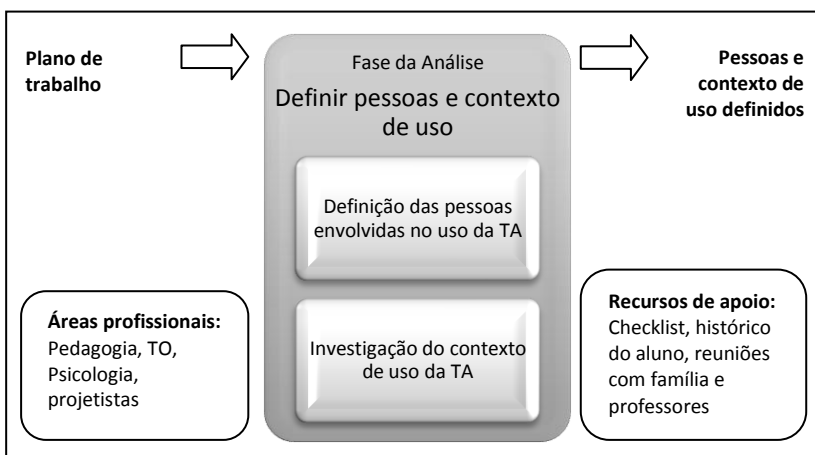 Plano de
trabalho
Fase da Análise
Definir pessoas e contexto
de uso
Pessoas e
contexto de
uso definidos
Definição das pessoas
envolvidas no uso da TA
Áreas profissionais:
Pedagogia, TO,
Psicologia,
projetistas
Investigação do contexto
de uso da TA
Recursos de apoio:
Checklist, histórico
do aluno, reuniões
com família e
professores